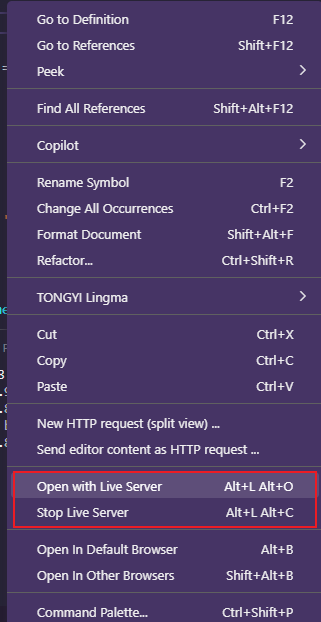 Go to Definition F12
Go to References Shift+F12
Peek
Find All References Shift+Alt+F12
Copilot
Rename Symbol F2
Change All Occurrences Ctrl+F2
Format Document Shift+Alt+F
Refactor... Ctrl+Shift+R
TONGYI Lingma
Cut Ctrl+X
Copy Ctrl+C
Paste Ctrl+V
New HTTP request (split view) ...
Send editor content as HTTP request ...
Open with Live Server Alt+L Alt+O
Stop Live Server Alt+L Alt+C
Open In Default Browser Alt+B
Open In Other Browsers Shift+Alt+B
Command Palette... Ctrl+Shift+P